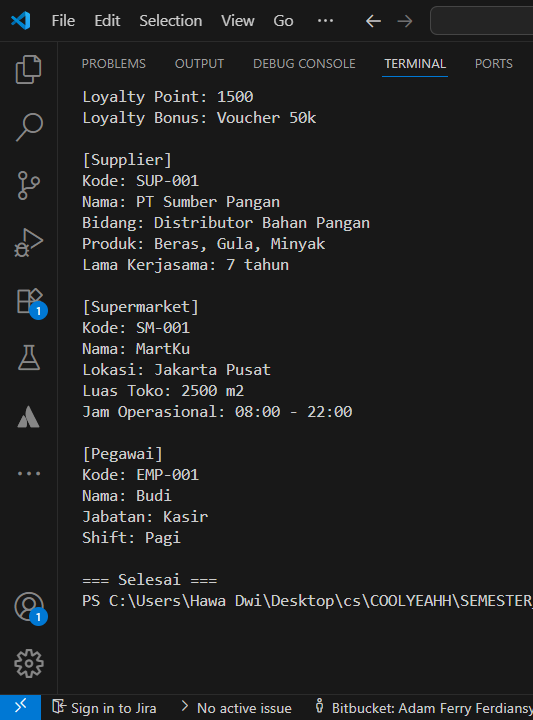 File Edit Selection View Go ···
PROBLEMS OUTPUT DEBUG CONSOLE TERMINAL PORTS
Loyalty Point: 1500
Loyalty Bonus: Voucher 50k
[Supplier]
Kode: SUP-001
Nama: PT Sumber Pangan
Bidang: Distributor Bahan Pangan
Produk: Beras, Gula, Minyak
Lama Kerjasama: 7 tahun
[Supermarket]
Kode: SM-001
Nama: MartKu
Lokasi: Jakarta Pusat
Luas Toko: 2500 m2
Jam Operasional: 08:00 - 22:00
[Pegawai]
Kode: EMP-001
Nama: Budi
Jabatan: Kasir
Shift: Pagi
=== Selesai ===
PS C:\Users\Hawa Dwi\Desktop\cs\COOLYEAHH\SEMESTER
1
1
Sign in to Jira No active issue Bitbucket: Adam Ferry Ferdiansy